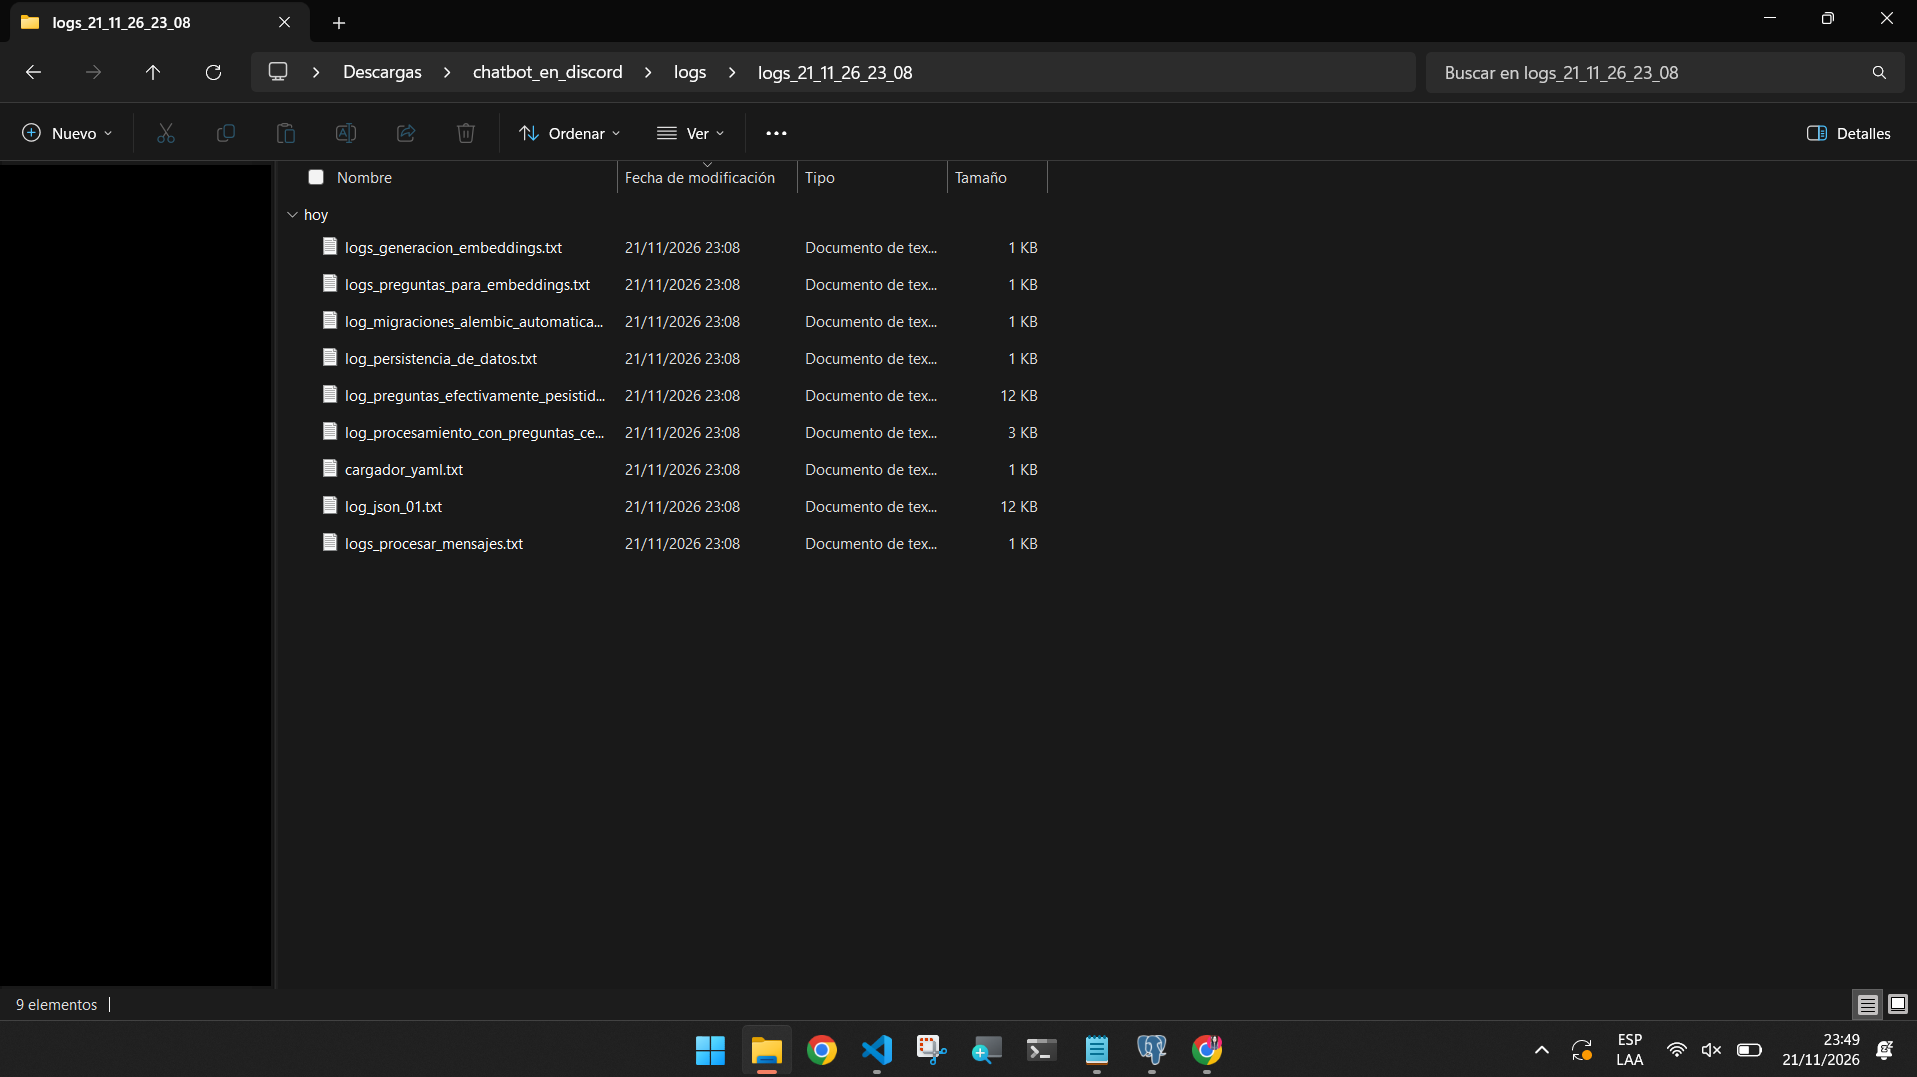 logs_21_11_26_23_08
Descargas chatbot_en_discord logs logs_21_11_26_23_08
Buscar en logs_21_11_26_23_08
Nuevo Ordenar Ver Detalles
Nombre Fecha de modificación Tipo Tamaño
hoy
logs_generacion_embeddings.txt 21/11/2026 23:08 Documento de tex... 1 KB
logs_preguntas_para_embeddings.txt 21/11/2026 23:08 Documento de tex... 1 KB
log_migraciones_alembic_automatica... 21/11/2026 23:08 Documento de tex... 1 KB
log_persistencia_de_datos.txt 21/11/2026 23:08 Documento de tex... 1 KB
log_preguntas_efectivamente_pesistid... 21/11/2026 23:08 Documento de tex... 12 KB
log_procesamiento_con_preguntas_ce... 21/11/2026 23:08 Documento de tex... 3 KB
cargador_yaml.txt 21/11/2026 23:08 Documento de tex... 1 KB
log_json_01.txt 21/11/2026 23:08 Documento de tex... 12 KB
logs_procesar_mensajes.txt 21/11/2026 23:08 Documento de tex... 1 KB
9 elementos
ESP 23:49
LAA 21/11/2026